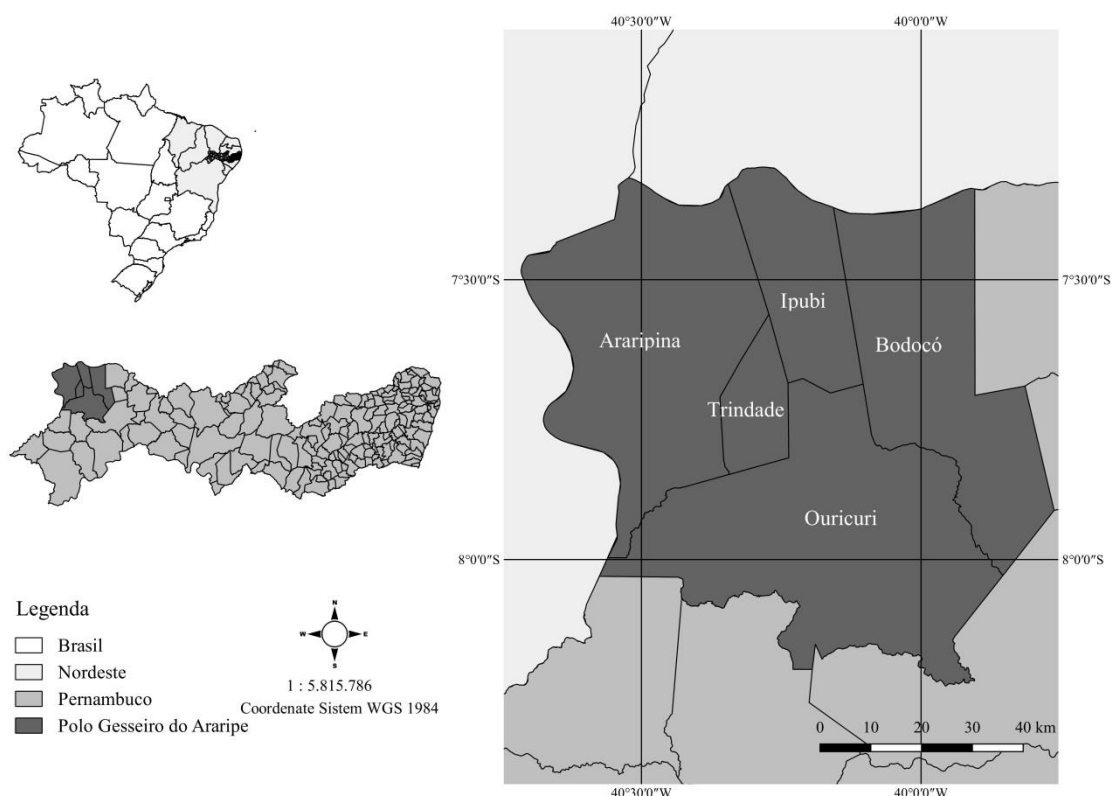 40°30'0"W 40°0'0"W
7°30'0"S 7°30'0"S
Ipubi
Araripina Bodocó
Trindade
Ouricuri
8°0'0"S 8°0'0"S
Legenda
Brasil
Nordeste
Pernambuco
Polo Gesseiro do Araripe
N
W E
S
1 : 5.815.786
Coordenate Sistem WGS 1984
0 10 20 30 40 km
40°30'0"W 40°0'0"W